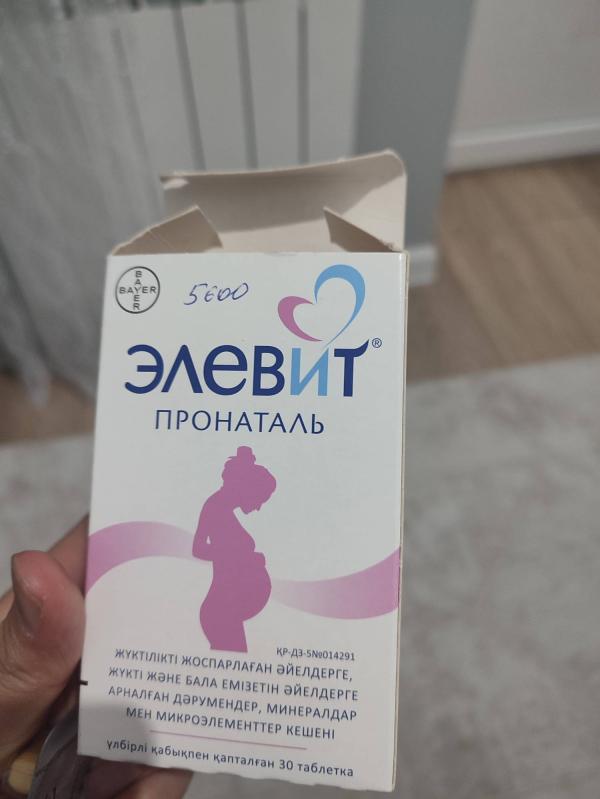 BAYER
BAYER
5600
ЭЛЕВИТ®
ПРОНАТАЛЬ
ҚР-ДЗ-5№014291
ЖҮКТІЛІКТІ ЖОСПАРЛАҒАН ӘЙЕЛДЕРГЕ,
ЖҮКТІ ЖӘНЕ БАЛА ЕМІЗЕТІН ӘЙЕЛДЕРГЕ
АРНАЛҒАН ДӘРУМЕНДЕР, МИНЕРАЛДАР
МЕН МИКРОЭЛЕМЕНТТЕР КЕШЕНІ
үлбірлі қабықпен қапталған 30 таблетка